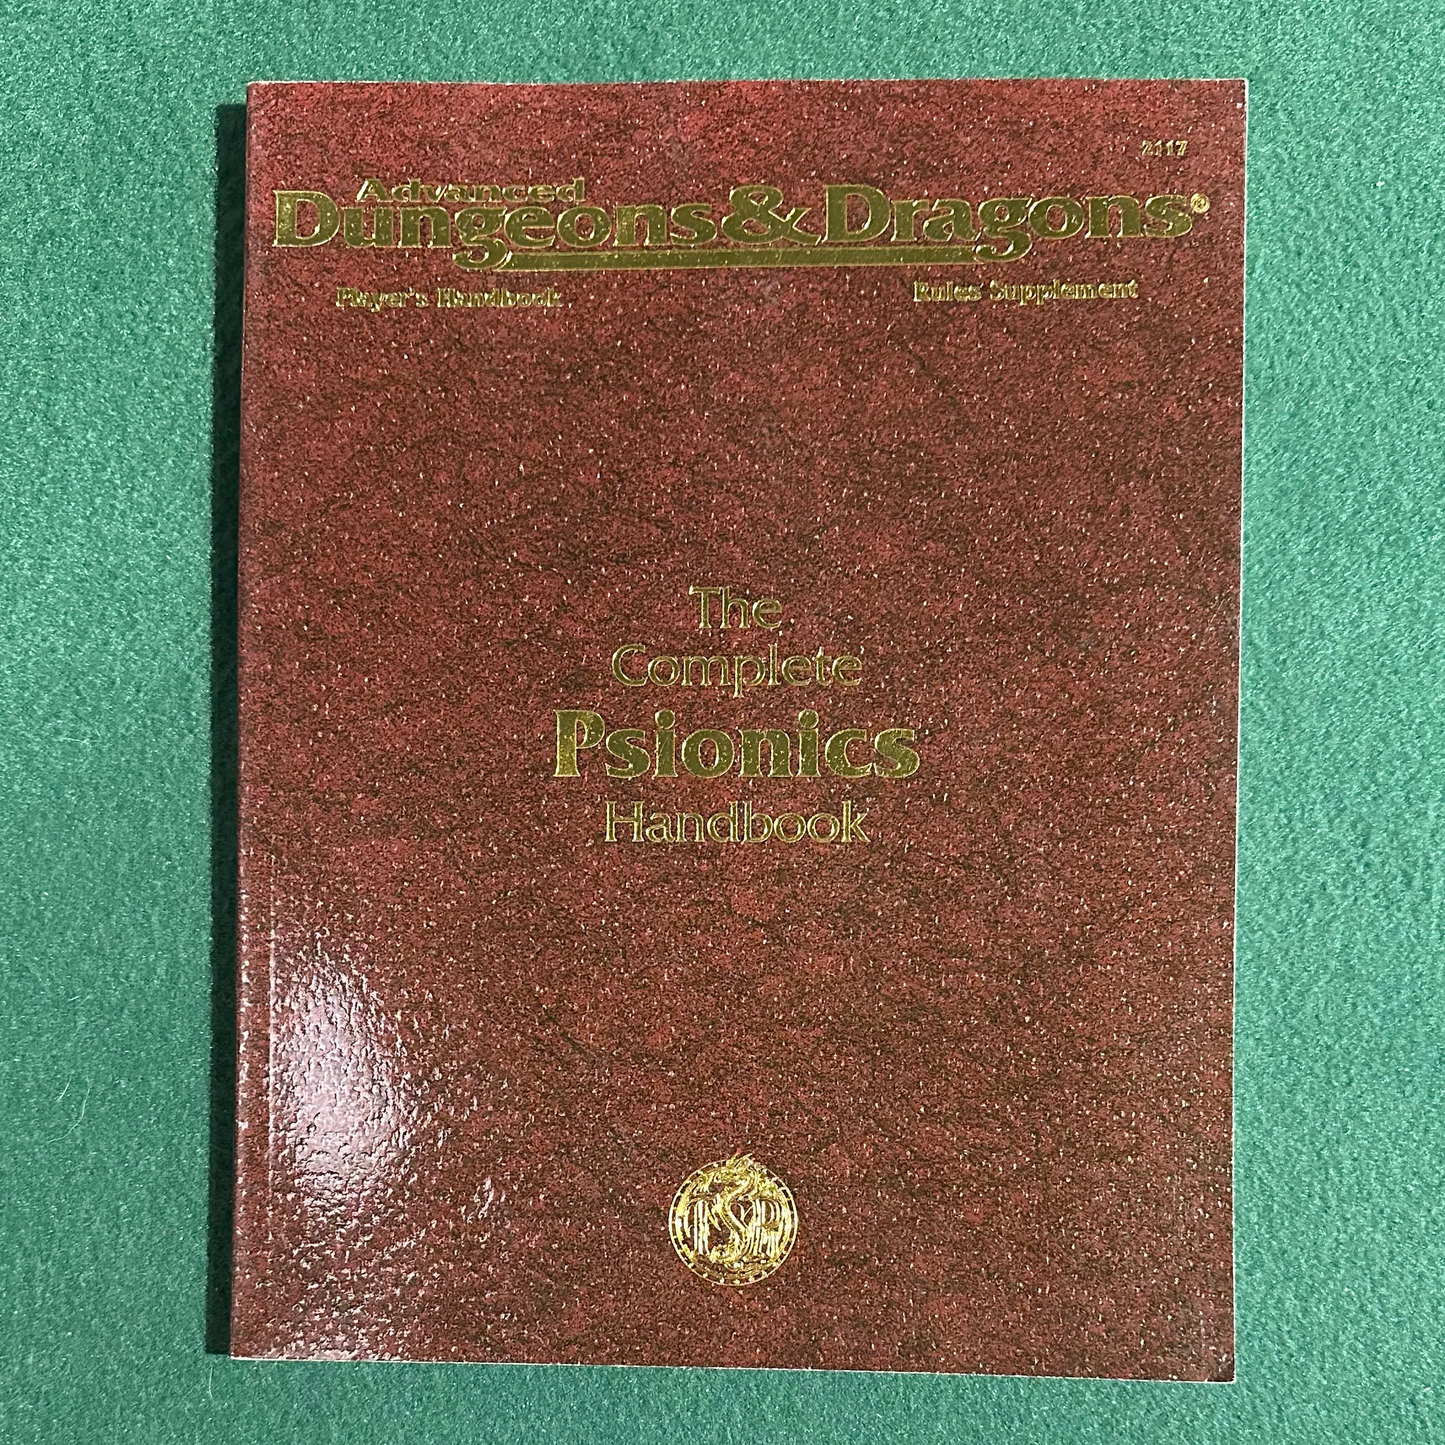 2117
Advanced
Dungeons & Dragons®
Player's Handbook
Rules Supplement
The
Complete
Psionics
Handbook
TSR